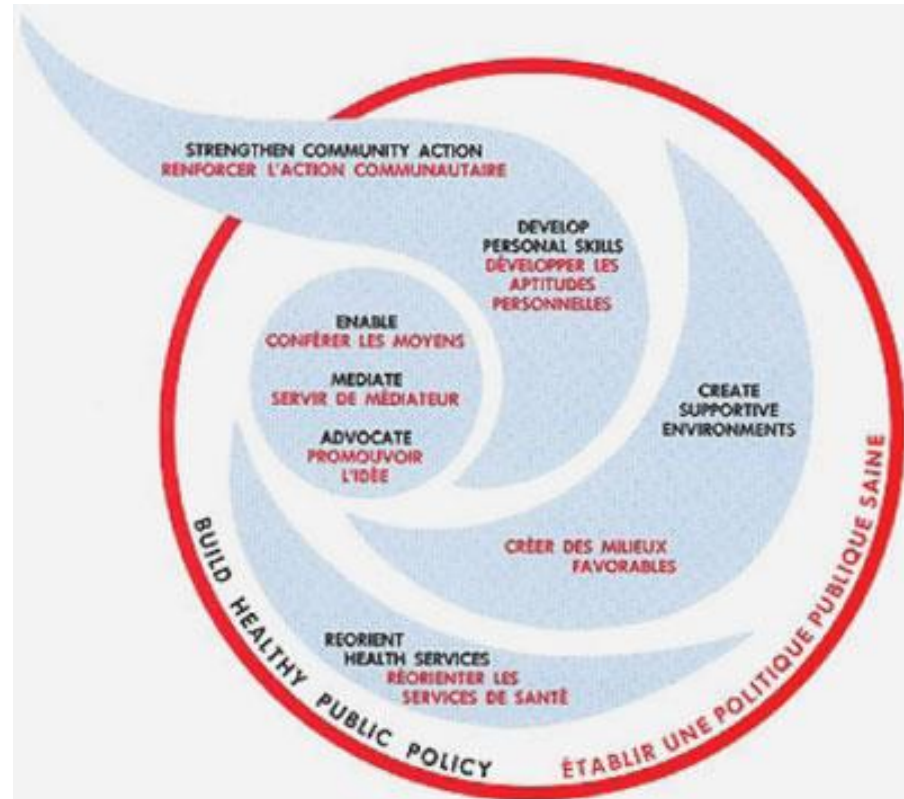 STRENGTHEN COMMUNITY ACTION
RENFORCER L'ACTION COMMUNAUTAIRE
DEVELOP
PERSONAL SKILLS
DÉVELOPPER LES
APTITUDES
PERSONNELLES
ENABLE
CONFÉRER LES MOYENS
MEDIATE
SERVIR DE MÉDIATEUR
ADVOCATE
PROMOUVOIR
L'IDÉE
CREATE
SUPPORTIVE
ENVIRONMENTS
CRÉER DES MILIEUX
FAVORABLES
REORIENT
HEALTH SERVICES
RÉORIENTER LES
SERVICES DE SANTÉ
BUILD HEALTHY PUBLIC POLICY
ÉTABLIR UNE POLITIQUE PUBLIQUE SAINE